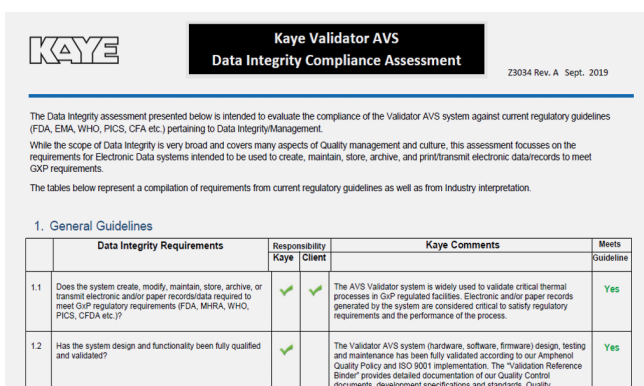 KAYE
Kaye Validator AVS
Data Integrity Compliance Assessment
Z3034 Rev. A Sept. 2019
The Data Integrity assessment presented below is intended to evaluate the compliance of the Validator AVS system against current regulatory guidelines
(FDA, EMA, WHO, PICS, CFA etc.) pertaining to Data Integrity/Management.
While the scope of Data Integrity is very broad and covers many aspects of Quality management and culture, this assessment focusses on the
requirements for Electronic Data systems intended to be used to create, maintain, store, archive, and print/transmit electronic data/records to meet
GXP requirements.
The tables below represent a compilation of requirements from current regulatory guidelines as well as from Industry interpretation.
1. General Guidelines
Data Integrity Requirements
Responsibility
Kaye Comments
Meets
Kaye
Client
Guideline
1.1
Does the system create, modify, maintain, store, archive, or
transmit electronic and/or paper records/data required to
meet GxP regulatory requirements (FDA, MHRA, WHO,
PICS, CFDA etc.)?
The AVS Validator system is widely used to validate critical thermal
processes in GxP regulated facilities. Electronic and/or paper records
generated by the system are considered critical to satisfy regulatory
requirements and the performance of the process.
Yes
1.2
Has the system design and functionality been fully qualified
and validated?
The Validator AVS system (hardware, software, firmware) design, testing
and maintenance has been fully validated according to our Amphenol
Quality Policy and ISO 9001 implementation. The "Validation Reference
Binder" provides detailed documentation of our Quality Control
documents, development specifications and standards, Quality
Yes